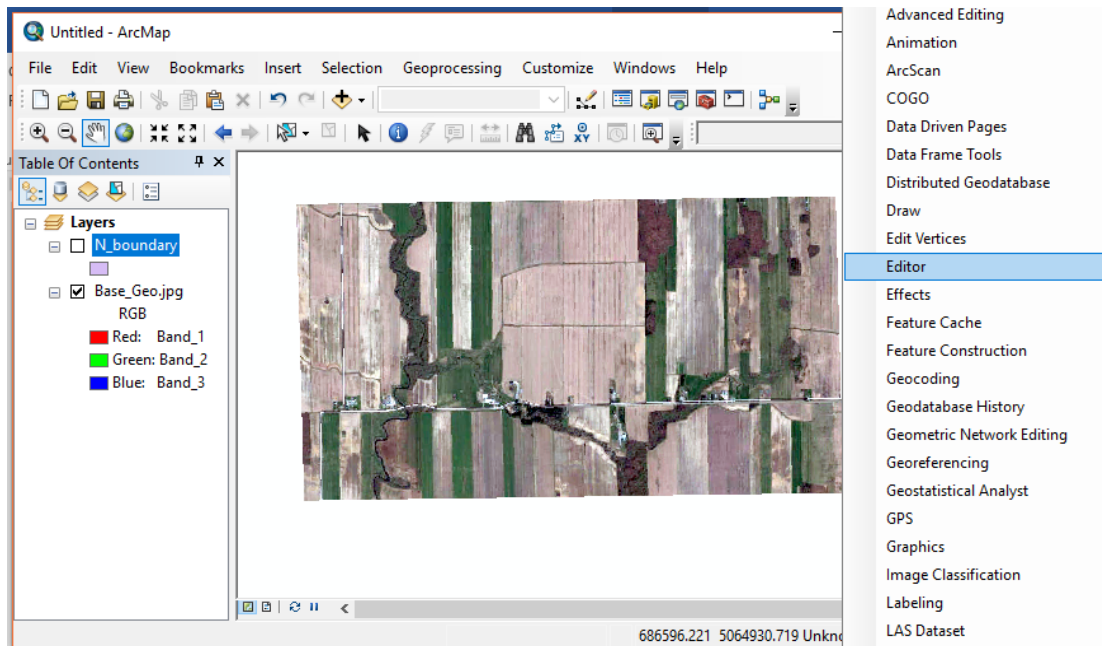 Untitled - ArcMap
File Edit View Bookmarks Insert Selection Geoprocessing Customize Windows Help
XY
Table Of Contents
Layers
N_boundary
Base_Geo.jpg
RGB
Red: Band_1
Green: Band_2
Blue: Band_3
686596.221 5064930.719
Advanced Editing
Animation
ArcScan
COGO
Data Driven Pages
Data Frame Tools
Distributed Geodatabase
Draw
Edit Vertices
Editor
Effects
Feature Cache
Feature Construction
Geocoding
Geodatabase History
Geometric Network Editing
Georeferencing
Geostatistical Analyst
GPS
Graphics
Image Classification
Labeling
LAS Dataset